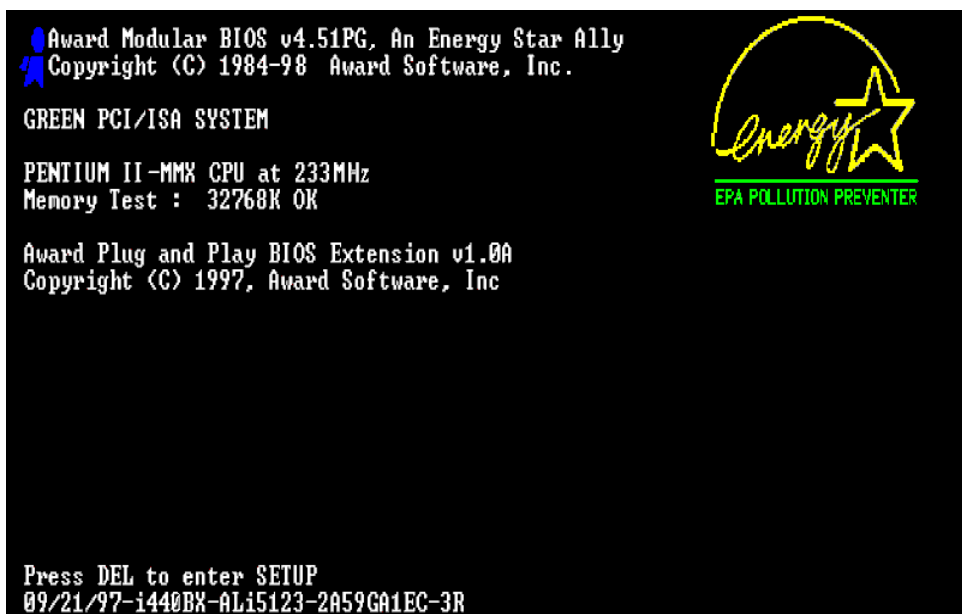 Award Modular BIOS v4.51PG, An Energy Star Ally
Copyright (C) 1984-98 Award Software, Inc.
energy
EPA POLLUTION PREVENTER
GREEN PCI/ISA SYSTEM
PENTIUM II-MMX CPU at 233MHz
Memory Test : 32768K OK
Award Plug and Play BIOS Extension v1.0A
Copyright (C) 1997, Award Software, Inc
Press DEL to enter SETUP
09/21/97-i440BX-ALi5123-2A59GA1EC-3R